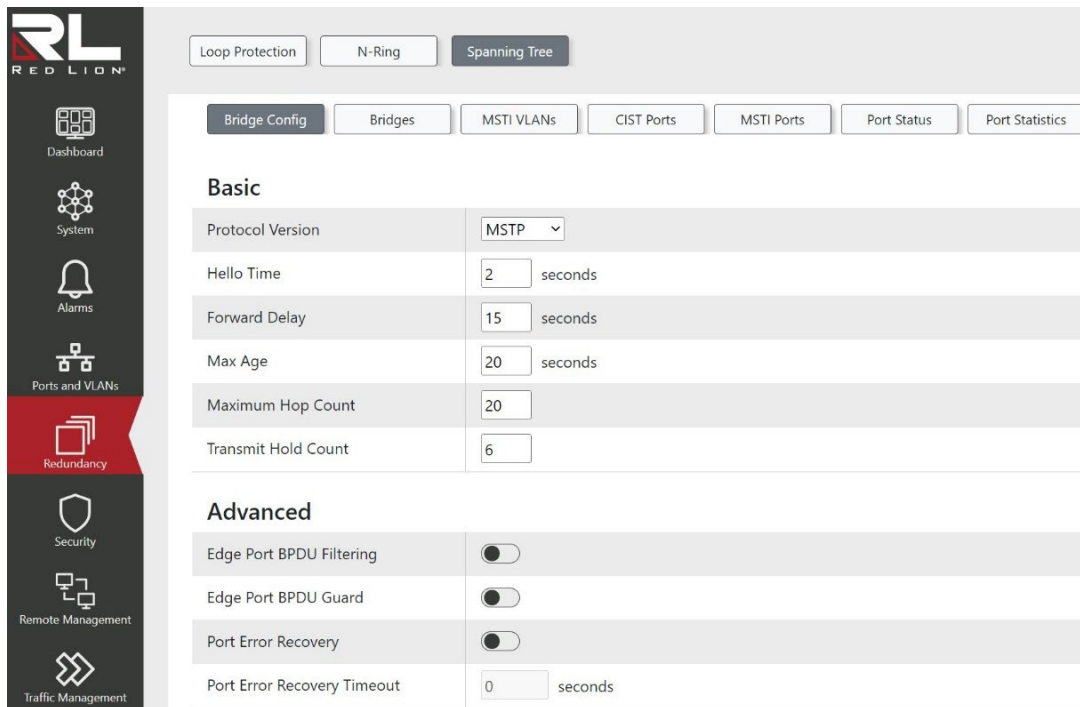 RL
RED LION®
Dashboard
System
Alarms
Ports and VLANs
Redundancy
Security
Remote Management
Traffic Management
Loop Protection
N-Ring
Spanning Tree
Bridge Config
Bridges
MSTI VLANs
CIST Ports
MSTI Ports
Port Status
Port Statistics
Basic
Protocol Version
MSTP
Hello Time
2 seconds
Forward Delay
15 seconds
Max Age
20 seconds
Maximum Hop Count
20
Transmit Hold Count
6
Advanced
Edge Port BPDU Filtering
Edge Port BPDU Guard
Port Error Recovery
Port Error Recovery Timeout
0 seconds